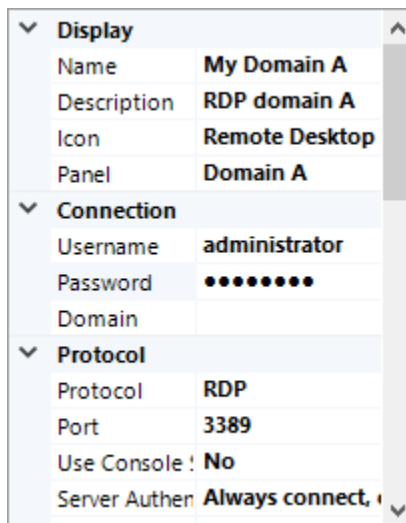 Display
Name My Domain A
Description RDP domain A
Icon Remote Desktop
Panel Domain A
Connection
Username administrator
Password ●●●●●●●●
Domain
Protocol
Protocol RDP
Port 3389
Use Console No
Server Always connect,